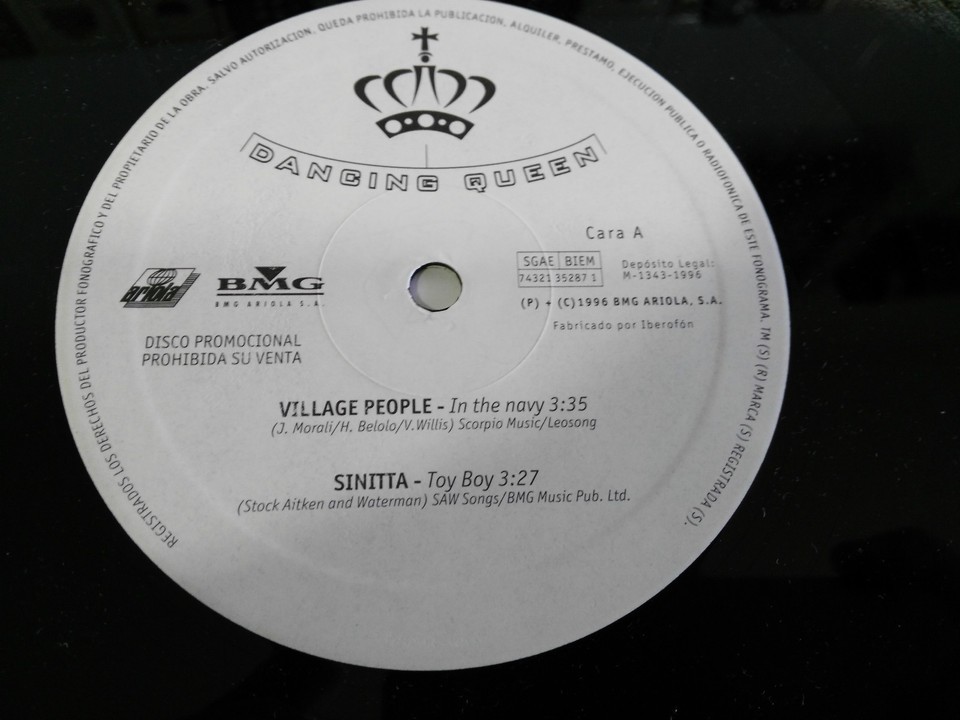 REGISTRADOS LOS DERECHOS DEL PRODUCTOR FONOGRAFICO Y DEL PROPIETARIO DE LA OBRA. SALVO AUTORIZACION, QUEDA PROHIBIDA LA PUBLICACION, ALQUILER, PRESTAMO, EJECUCION PUBLICA O RADIOFONICA DE ESTE FONOGRAMA. TM (S) (R) MARCA (S) REGISTRADA (S).
DANCING QUEEN
Cara A
SGAE BIEM
74321 35287 1
Depósito Legal:
M-1343-1996
(P) + (C)1996 BMG ARIOLA, S.A.
Fabricado por Iberofón
ariola
BMG
BMG ARIOLA S.A.
DISCO PROMOCIONAL
PROHIBIDA SU VENTA
VILLAGE PEOPLE - In the navy 3:35
(J. Morali/H. Belolo/V.Willis) Scorpio Music/Leosong
SINITTA - Toy Boy 3:27
(Stock Aitken and Waterman) SAW Songs/BMG Music Pub. Ltd.